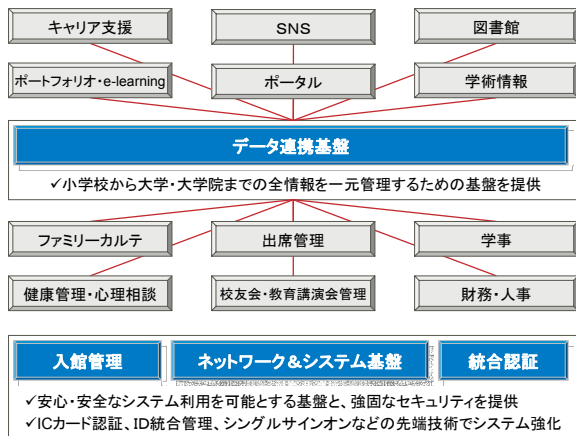 キャリア支援
SNS
図書館
ポートフォリオ・e-learning
ポータル
学術情報
データ連携基盤
✓小学校から大学・大学院までの全情報を一元管理するための基盤を提供
ファミリーカルテ
出席管理
学事
健康管理・心理相談
校友会・教育講演会管理
財務・人事
入館管理
ネットワーク&システム基盤
統合認証
✓安心・安全なシステム利用を可能とする基盤と、強固なセキュリティを提供
✓ICカード認証、ID統合管理、シングルサインオンなどの先端技術でシステム強化